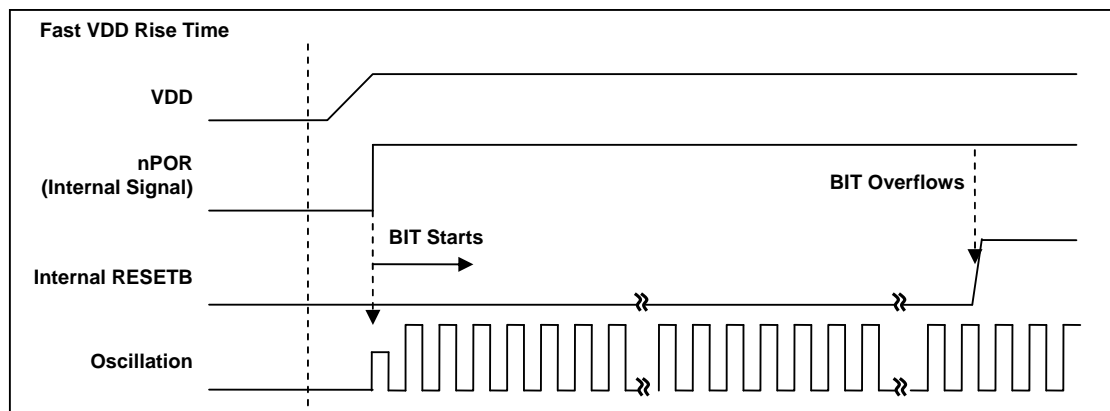 Fast VDD Rise Time
VDD
nPOR
(Internal Signal)
BIT Overflows
BIT Starts
Internal RESETB
Oscillation